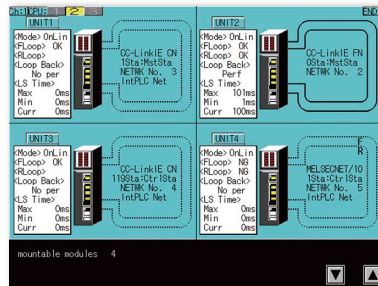 Ch:1CPU: 1 2 3 END
UNIT1
<Mode> OnLin
<FLoop> OK
<RLoop>
<Loop Back>
No per
<LS Time>
Max 0ms
Min 0ms
Curr 0ms
CC-LinkIE CN
1Sta:MstSta
NETWK No. 3
IntPLC Net
UNIT2
<Mode> OnLin
<FLoop> OK
<RLoop> OK
<Loop Back>
Perf
<LS Time>
Max 101ms
Min 1ms
Curr 100ms
CC-LinkIE FN
0Sta:MstSta
NETWK No. 2
UNIT3
<Mode> OnLin
<FLoop> OK
<RLoop>
<Loop Back>
No per
<LS Time>
Max 0ms
Min 0ms
Curr 0ms
CC-LinkIE CN
119Sta:CtrlSta
NETWK No. 4
IntPLC Net
UNIT4
<Mode> OnLin
<FLoop> NG
<RLoop> NG
<Loop Back>
No per
<LS Time>
Max 0ms
Min 0ms
Curr 0ms
F
R
MELSECNET/10
1Sta:CtrlSta
NETWK No. 5
IntPLC Net
mountable modules 4